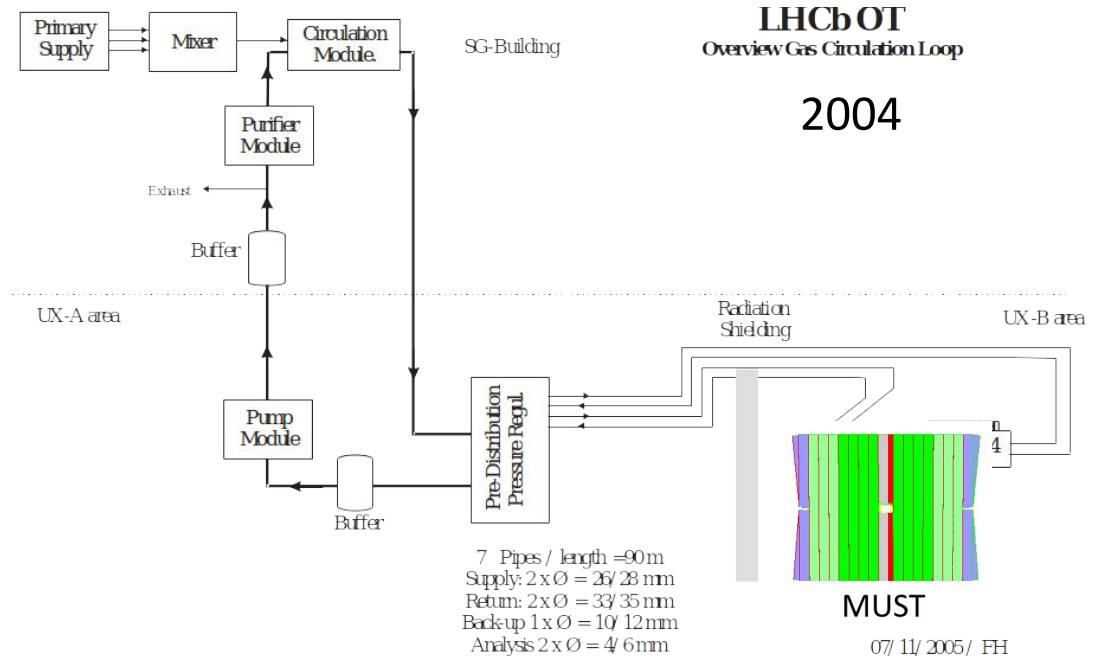 Primary
Supply
Mixer
Circulation
Module.
SG-Building
LHCb OT
Overview Gas Circulation Loop
2004
Purifier
Module
Exhaust
Buffer
UX-A area
Radiation
Shielding
UX-B area
Pump
Module
Pre-Distribution
Pressure Regul.
4
Buffer
7 Pipes / length =90 m
Supply: 2 x Ø = 26/28 mm
Return: 2 x Ø = 33/35 mm
Back-up 1 x Ø = 10/12 mm
Analysis 2 x Ø = 4/6 mm
MUST
07/11/2005 / FH